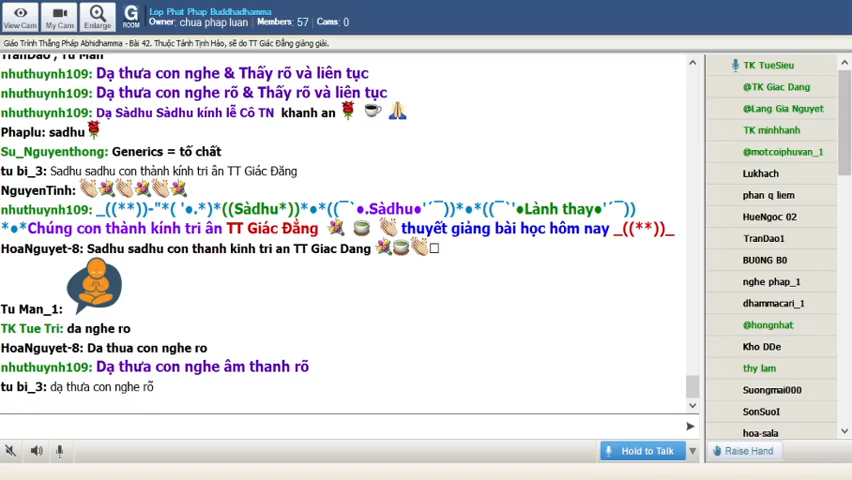 View Cam
My Cam
Enlarge
G
ROOM
Lop Phat Phap Buddhadhamma
Owner: chua phap luan Members: 57 Cams: 0
Giáo Trình Thắng Pháp Abhidhamma - Bài 42. Thuộc Tánh Tịnh Hảo, sẽ do TT Giác Đẳng giảng giải.
TranDao , Tu Man
nhuthuynh109: Dạ thưa con nghe & Thấy rõ và liên tục
nhuthuynh109: Dạ thưa con nghe rõ & Thấy rõ và liên tục
nhuthuynh109: Dạ Sàdhu Sàdhu kính lễ Cô TN khanh an
Phaplu: sadhu
Su_Nguyenthong: Generics = tố chất
tu bi_3: Sadhu sadhu con thành kính tri ân TT Giác Đăng
NguyenTinh:
nhuthuynh109: _((**)-"*( '●.*)*((Sàdhu*))*●*((¯`●.Sàdhu●'´¯))*●*((¯`'●Lành thay●'´¯))
*●*Chúng con thành kính tri ân TT Giác Đẳng thuyết giảng bài học hôm nay _((**))_
HoaNguyet-8: Sadhu sadhu con thanh kinh tri an TT Giac Dang
Tu Man_1:
TK Tue Tri: da nghe ro
HoaNguyet-8: Da thua con nghe ro
nhuthuynh109: Dạ thưa con nghe âm thanh rõ
tu bi_3: dạ thưa con nghe rõ
Hold to Talk
TK TueSieu
@TK Giac Dang
@Lang Gia Nguyet
TK minhhanh
@motcoiphuvan_1
Lukhach
phan q liem
HueNgoc 02
TranDao1
BU0NG B0
nghe phap_1
dhammacari_1
@hongnhat
Kho DDe
thy lam
Suongmai000
SonSuoI
hoa-sala
Raise Hand